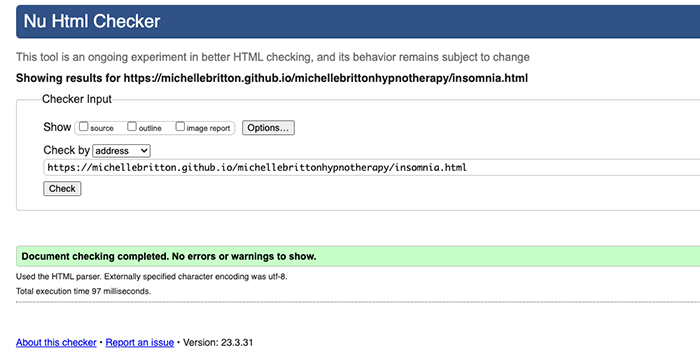 Nu Html Checker
This tool is an ongoing experiment in better HTML checking, and its behavior remains subject to change
Showing results for https://michellebritton.github.io/michellebrittonhypnotherapy/insomnia.html
Checker Input
Show source outline image report Options...
Check by address
https://michellebritton.github.io/michellebrittonhypnotherapy/insomnia.html
Check
Document checking completed. No errors or warnings to show.
Used the HTML parser. Externally specified character encoding was utf-8.
Total execution time 97 milliseconds.
About this checker • Report an issue • Version: 23.3.31